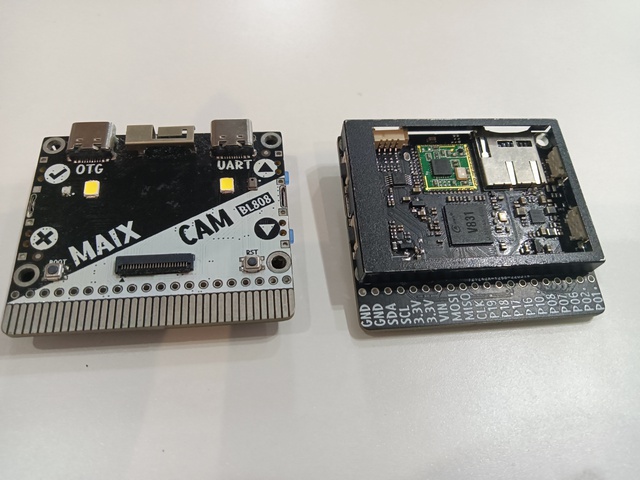 OTG
UART
MAIX
CAM
BL808
BOOT
RST
V831
GND
GND
SDA
SCL
3.3V
3.3V
VIN
MOSI
MISO
CLK
P19
P18
P17
P16
P10
P08
P07
P06
P02
P01